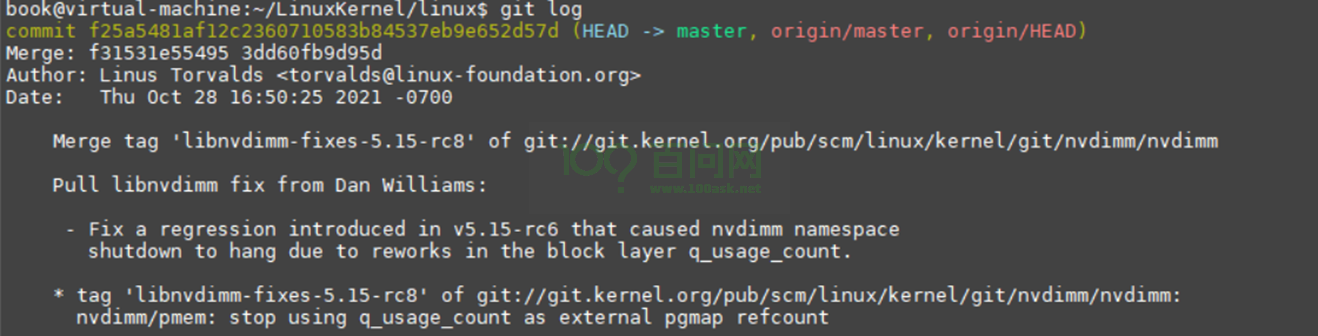 book@virtual-machine:~/LinuxKernel/linux$ git log
commit f25a5481af12c2360710583b84537eb9e652d57d (HEAD -> master, origin/master, origin/HEAD)
Merge: f31531e55495 3dd60fb9d95d
Author: Linus Torvalds <torvalds@linux-foundation.org>
Date:   Thu Oct 28 16:50:25 2021 -0700
Merge tag 'libnvdimm-fixes-5.15-rc8' of git://git.kernel.org/pub/scm/linux/kernel/git/nvdimm/nvdimm
百问网
www.100ask.net
Pull libnvdimm fix from Dan Williams:
- Fix a regression introduced in v5.15-rc6 that caused nvdimm namespace
shutdown to hang due to reworks in the block layer q_usage_count.
* tag 'libnvdimm-fixes-5.15-rc8' of git://git.kernel.org/pub/scm/linux/kernel/git/nvdimm/nvdimm:
nvdimm/pmem: stop using q_usage_count as external pgmap refcount